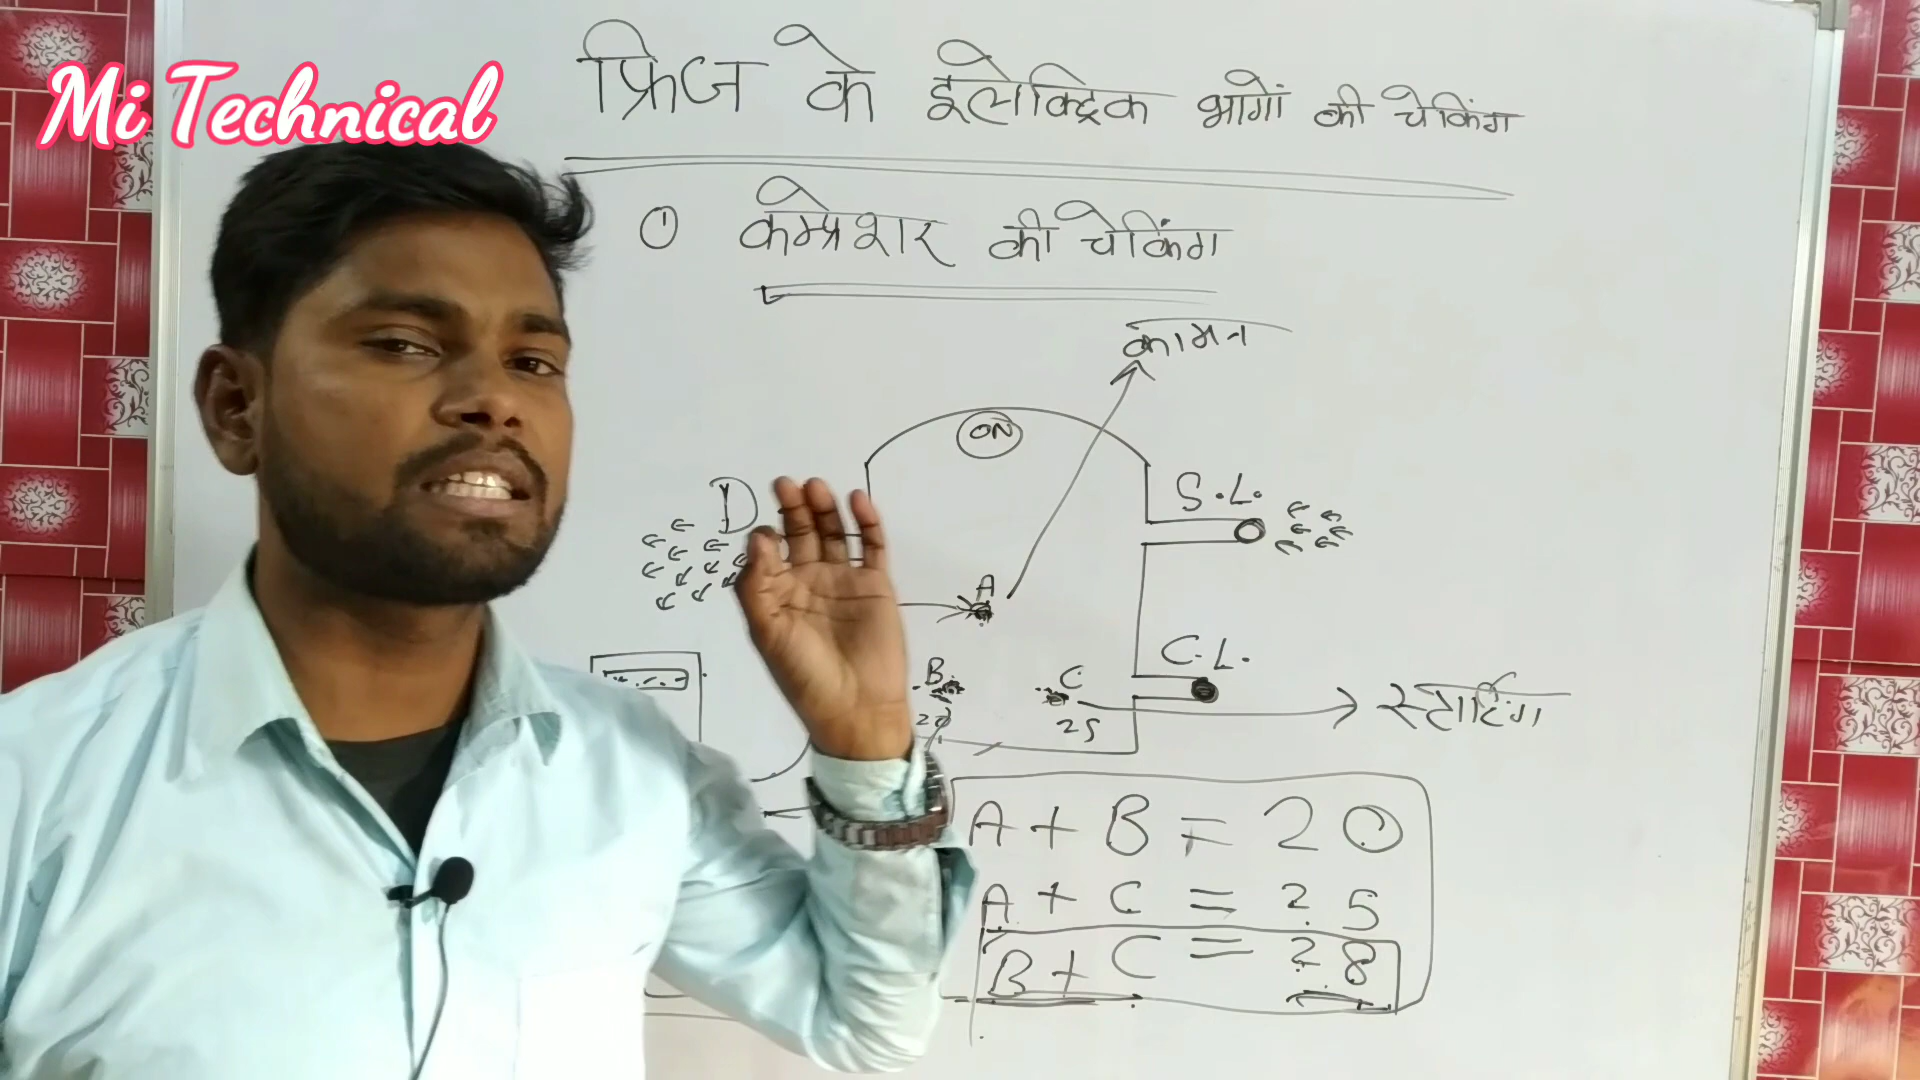 Mi Technical
फ्रिज के इलेक्ट्रिक भागों की चेकिंग
① कम्प्रेशर की चेकिंग
कामन
ON
D
S.L.
A
C.L.
B
C
20
25
स्टार्टिंग
A + B = 20
A + C = 25
B + C = 28